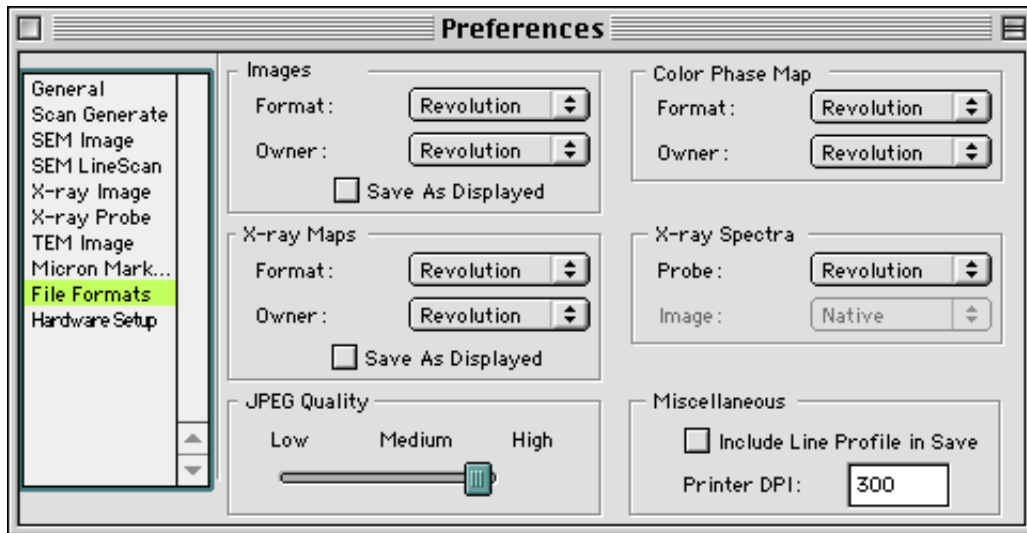 Preferences
General
Scan Generate
SEM Image
SEM LineScan
X-ray Image
X-ray Probe
TEM Image
Micron Mark...
File Formats
Hardware Setup
Images
Format: Revolution
Owner: Revolution
Save As Displayed
X-ray Maps
Format: Revolution
Owner: Revolution
Save As Displayed
JPEG Quality
Low Medium High
Color Phase Map
Format: Revolution
Owner: Revolution
X-ray Spectra
Probe: Revolution
Image: Native
Miscellaneous
Include Line Profile in Save
Printer DPI: 300